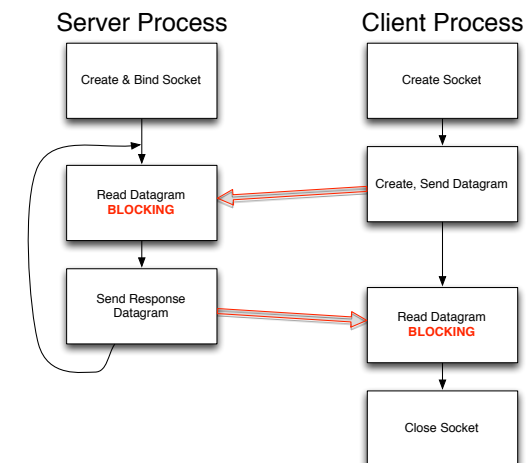 Server Process
Create & Bind Socket
Read Datagram
BLOCKING
Send Response
Datagram
Client Process
Create Socket
Create, Send Datagram
Read Datagram
BLOCKING
Close Socket